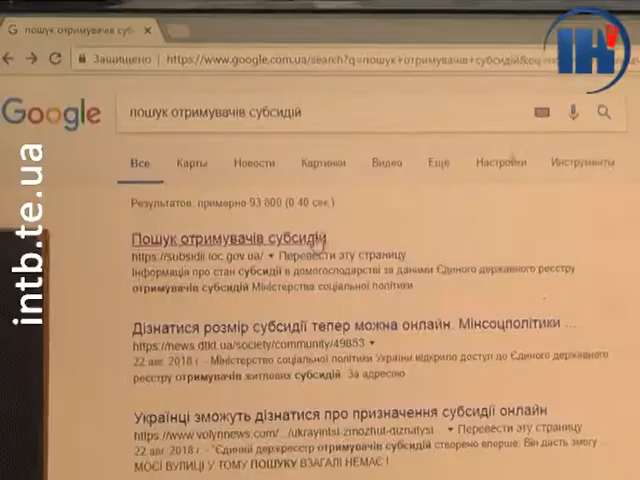 пошук отримувачів суб
Защищено
https://www.google.com.ua/search?q=пошук+отримувачів+субсидій&oq=
ІНТВ
Google
пошук отримувачів субсидій
Все Карты Новости Картинки Видео Ещё Настройки Инструменты
Результатов: примерно 93 800 (0,40 сек.)
intb.te.ua
Пошук отримувачів субсидій
https://subsidii.ioc.gov.ua/ Перевести эту страницу
Інформація про стан субсидії в домогосподарстві за даними Єдиного державного реєстру
отримувачів субсидій Міністерства соціальної політики
Дізнатися розмір субсидії тепер можна онлайн. Мінсоцполітики ...
https://news.dtkt.ua/society/community/49853
22 авг. 2018 г. - Міністерство соціальної політики України відкрило доступ до Єдиного державного
реєстру отримувачів житлових субсидій. За адресою
Українці зможуть дізнатися про призначення субсидії онлайн
https://www.volynnews.com/.../ukrayintsi-zmozhut-diznatysi... Перевести эту страницу
22 авг. 2018 г. - "Єдиний держреєстр отримувачів субсидій створено вперше. Він дасть змогу ...
МОЄЇ ВУЛИЦІ У ТОМУ ПОШУКУ ВЗАГАЛІ НЕМАЄ !